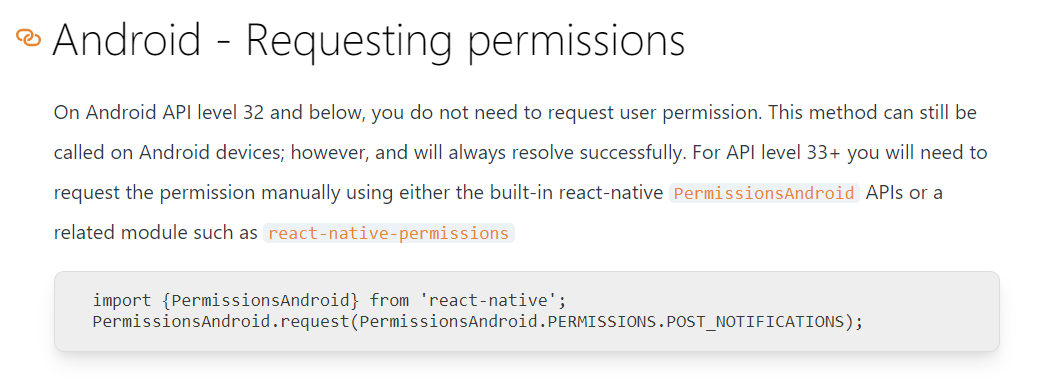 Android - Requesting permissions
On Android API level 32 and below, you do not need to request user permission. This method can still be
called on Android devices; however, and will always resolve successfully. For API level 33+ you will need to
request the permission manually using either the built-in react-native PermissionsAndroid APIs or a
related module such as react-native-permissions
import {PermissionsAndroid} from 'react-native';
PermissionsAndroid.request(PermissionsAndroid.PERMISSIONS.POST_NOTIFICATIONS);